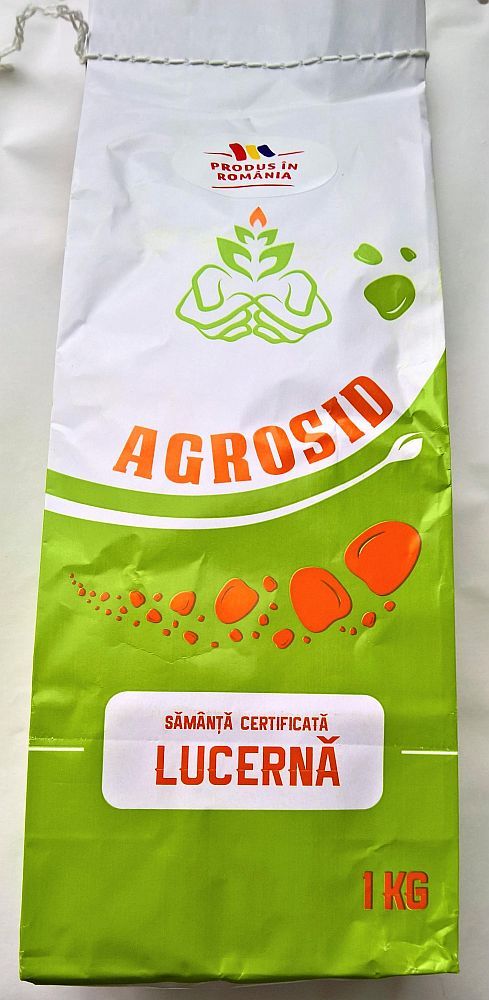 PRODUS ÎN
ROMÂNIA
AGROSID
SĂMÂNȚĂ CERTIFICATĂ
LUCERNĂ
1 KG